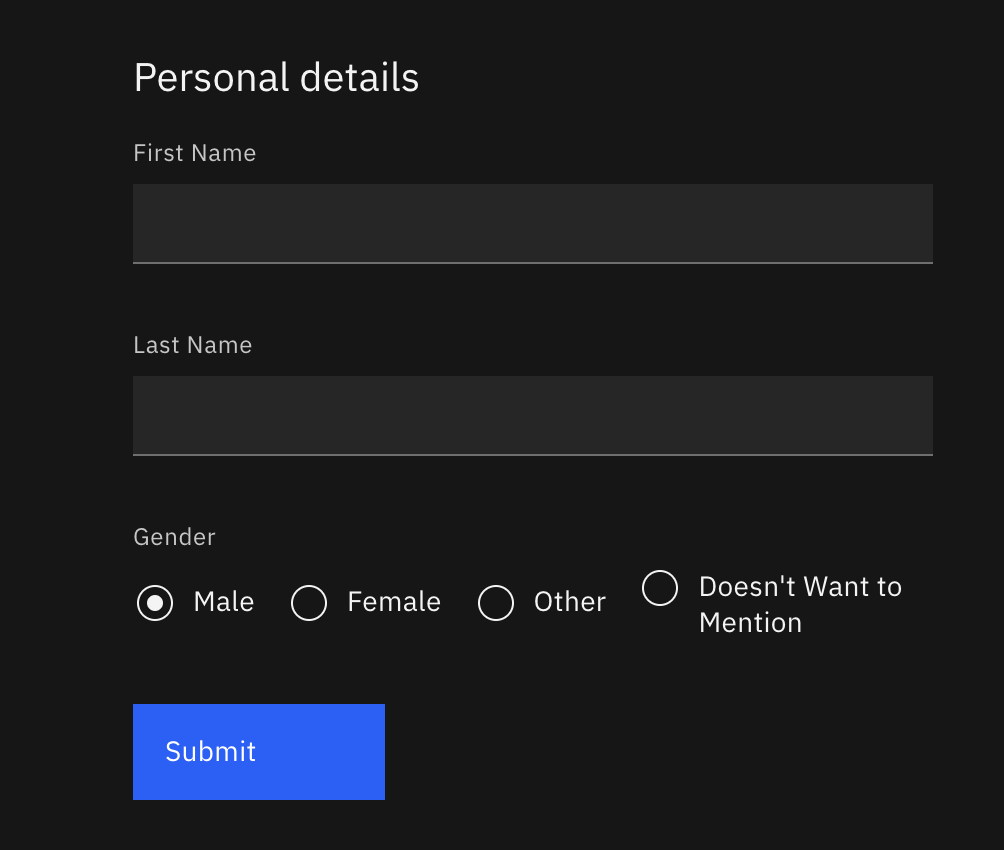 Personal details
First Name
Last Name
Gender
Male Female Other Doesn't Want to
Mention
Submit